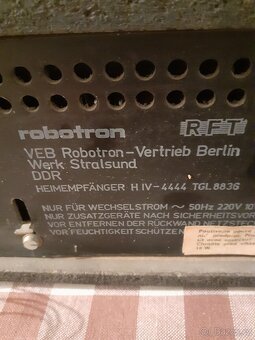 robotron RFT
VEB Robotron-Vertrieb Berlin
Werk Stralsund
DDR
HEIMEMPFÄNGER H IV-4444 TGL 8836
NUR FÜR WECHSELSTROM ~ 50Hz 220V
NUR ZUSATZGERÄTE NACH SICHERHEITSVOR
VOR ENTFERNEN DER RÜCKWAND NETZSTEC
VOR FEUCHTIGKEIT SCHÜTZEN